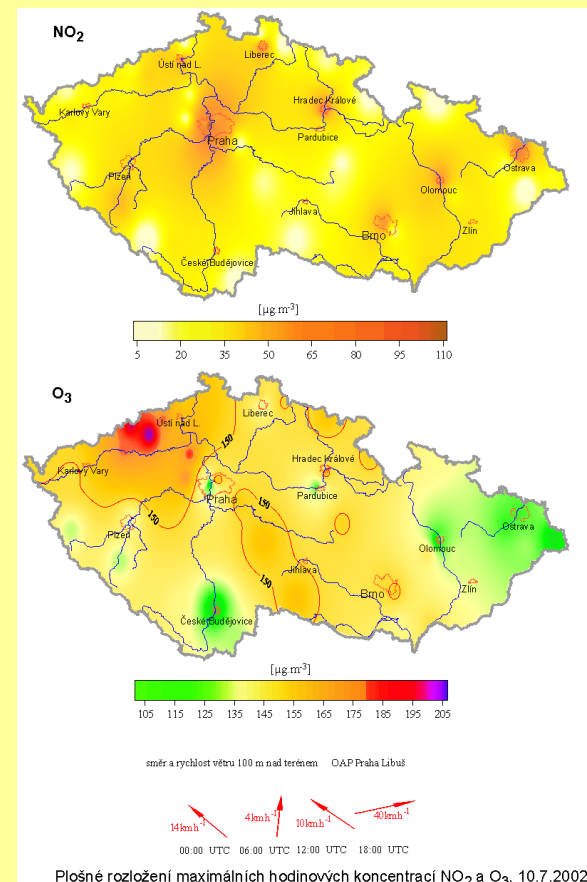 NO2
Liberec
Ústí nad L.
Hradec Králové
Karlovy Vary
Pardubice
Praha
Ostrava
Plzeň
Olomouc
Jihlava
Brno
Zlín
České Budějovice
[µg.m-3]
5 20 35 50 65 80 95 110
O3
Liberec
Ústí nad L.
150
Hradec Králové
Karlovy Vary
Pardubice
Praha
150
150
Ostrava
Plzeň
Olomouc
Jihlava
150
Zlín
Brno
České Budějovice
[µg.m-3]
105 115 125 135 145 155 165 175 185 195 205
směr a rychlost větru 100 m nad terénem OAP Praha Libuš
14kmh-1 4kmh-1 10kmh-1 40kmh-1
00:00 UTC 06:00 UTC 12:00 UTC 18:00 UTC
Plošné rozložení maximálních hodinových koncentrací NO2 a O3, 10.7.2002